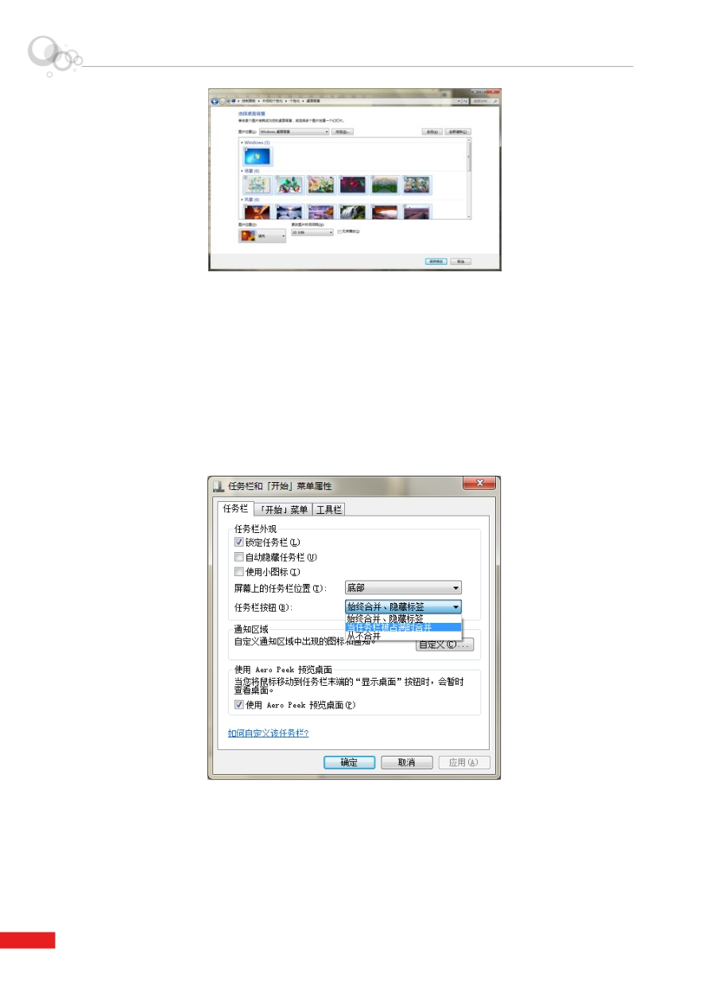 控制面板 ▸ 外观和个性化 ▸ 个性化 ▸ 桌面背景
选择桌面背景
单击某个图片使其成为您的桌面背景，或选择多个图片创建一个幻灯片。
图片位置(L): Windows 桌面背景 浏览(B)... 全选(A) 全部清除(C)
Windows (1)
场景 (6)
风景 (6)
图片位置(P): 更改图片时间间隔(N):
填充 30 分钟 无序播放(S)
保存修改 取消
任务栏和「开始」菜单属性
任务栏 「开始」菜单 工具栏
任务栏外观
锁定任务栏(L)
自动隐藏任务栏(U)
使用小图标(I)
屏幕上的任务栏位置(T): 底部
任务栏按钮(B): 始终合并、隐藏标签
始终合并、隐藏标签
当任务栏被占满时合并
从不合并
通知区域
自定义通知区域中出现的图标和通知。 自定义(C)...
使用 Aero Peek 预览桌面
当您将鼠标移动到任务栏末端的“显示桌面”按钮时，会暂时
查看桌面。
使用 Aero Peek 预览桌面(P)
如何自定义该任务栏?
确定 取消 应用(A)